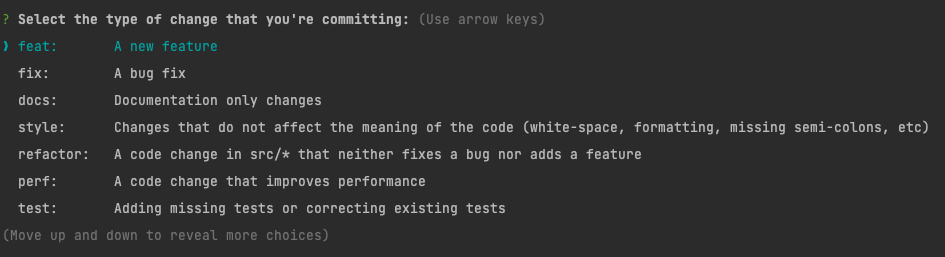 ? Select the type of change that you're committing: (Use arrow keys)
❯ feat: A new feature
fix: A bug fix
docs: Documentation only changes
style: Changes that do not affect the meaning of the code (white-space, formatting, missing semi-colons, etc)
refactor: A code change in src/* that neither fixes a bug nor adds a feature
perf: A code change that improves performance
test: Adding missing tests or correcting existing tests
(Move up and down to reveal more choices)